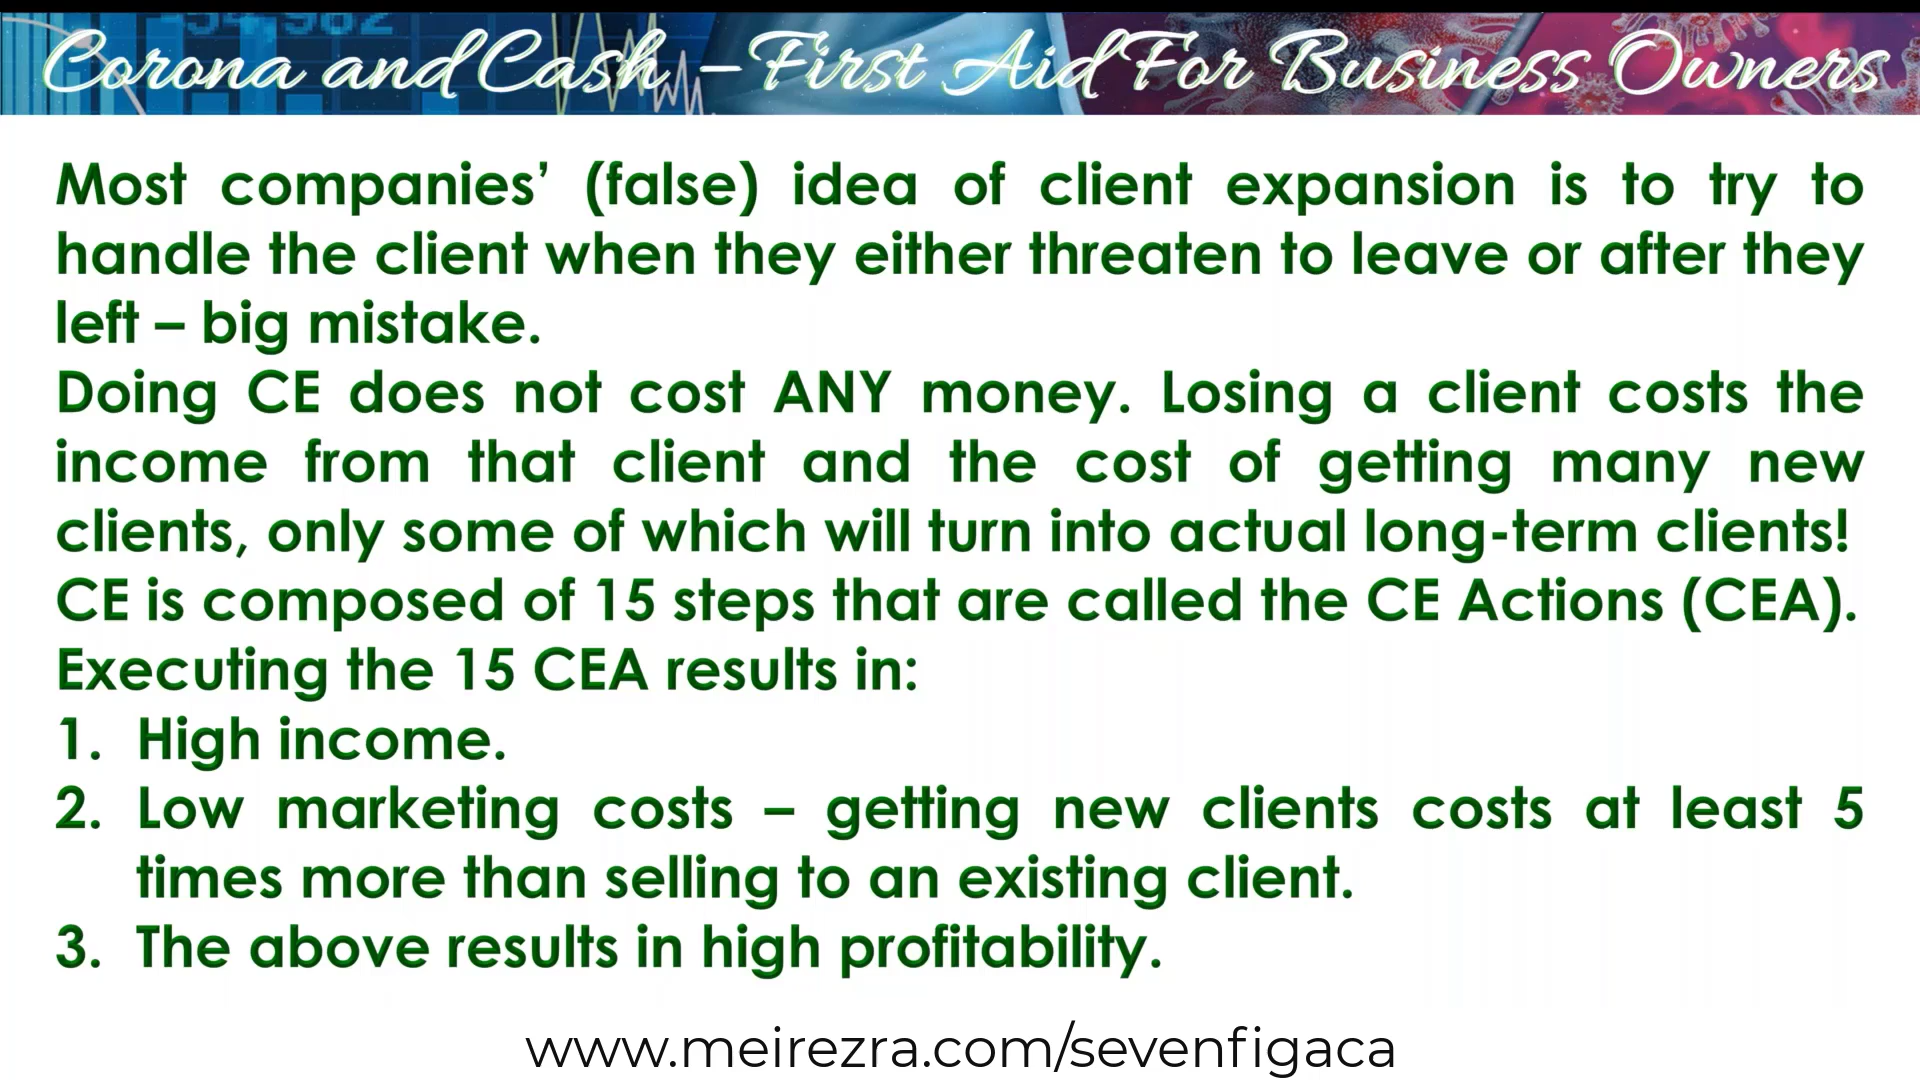 Corona and Cash – First Aid For Business Owners
Most companies’ (false) idea of client expansion is to try to
handle the client when they either threaten to leave or after they
left – big mistake.
Doing CE does not cost ANY money. Losing a client costs the
income from that client and the cost of getting many new
clients, only some of which will turn into actual long-term clients!
CE is composed of 15 steps that are called the CE Actions (CEA).
Executing the 15 CEA results in:
1. High income.
2. Low marketing costs – getting new clients costs at least 5
times more than selling to an existing client.
3. The above results in high profitability.
www.meirezra.com/sevenfigaca